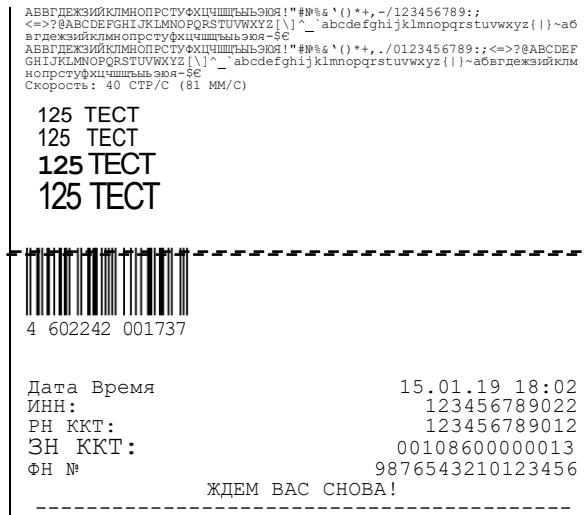 АБВГДЕЖЗИЙКЛМНОПРСТУФХЦЧШЩЪЫЬЭЮЯ!"#№%&‘()*+,-/123456789:;
<=>?@ABCDEFGHIJKLMNOPQRSTUVWXYZ[\]^_`abcdefghijklmnopqrstuvwxyz{|}~аб
вгдежзийклмнопрстуфхцчшщъыьэюя–$€
АБВГДЕЖЗИЙКЛМНОПРСТУФХЦЧШЩЪЫЬЭЮЯ!"#№%&‘()*+,./0123456789:;<=>?@ABCDEF
GHIJKLMNOPQRSTUVWXYZ[\]^_`abcdefghijklmnopqrstuvwxyz{|}~абвгдежзийклм
нопрстуфхцчшщъыьэюя–$€
Скорость: 40 СТР/С (81 ММ/С)
125 ТЕСТ
125 ТЕСТ
125 ТЕСТ
125 ТЕСТ
4 602242 001737
Дата Время 15.01.19 18:02
ИНН: 123456789022
РН ККТ: 123456789012
ЗН ККТ: 00108600000013
ФН № 9876543210123456
ЖДЕМ ВАС СНОВА!